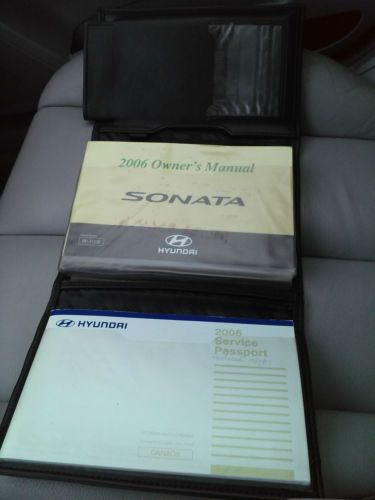 2006 Owner's Manual
SONATA
HYUNDAI
HYUNDAI
2006
Service
Passport
CANADA